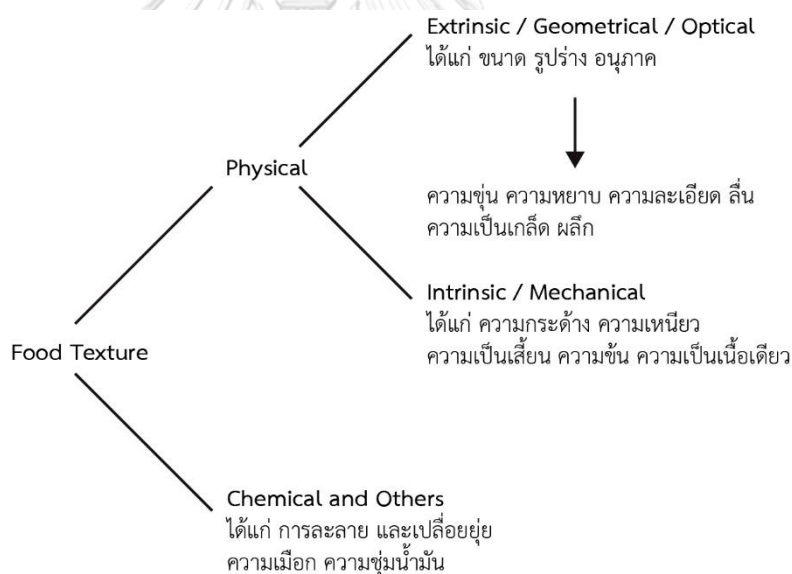 Extrinsic / Geometrical / Optical
ได้แก่ ขนาด รูปร่าง อนุภาค
Physical
ความขุ่น ความหยาบ ความละเอียด ลื่น
ความเป็นเกล็ด ผลึก
Intrinsic / Mechanical
ได้แก่ ความกระด้าง ความเหนียว
ความเป็นเสี้ยน ความข้น ความเป็นเนื้อเดียว
Food Texture
Chemical and Others
ได้แก่ การละลาย และเปลื่อยยุ่ย
ความเมือก ความชุ่มน้ำมัน